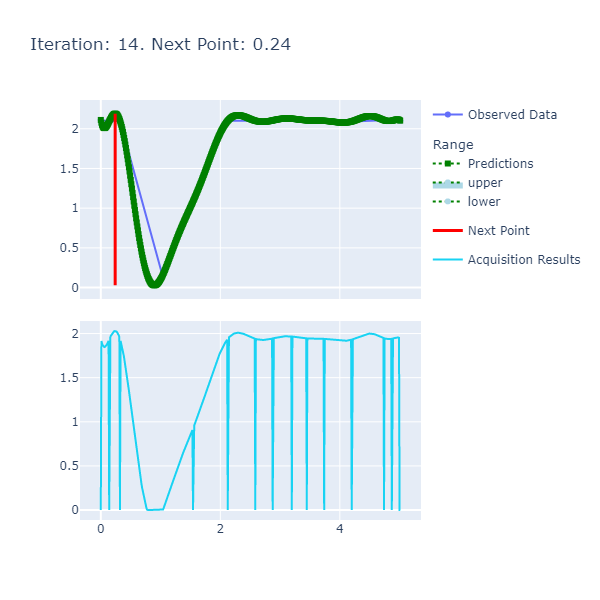 Iteration: 14. Next Point: 0.24
Observed Data
Range
Predictions
upper
lower
Next Point
Acquisition Results
2
1.5
1
0.5
0
2
1.5
1
0.5
0
0 2 4